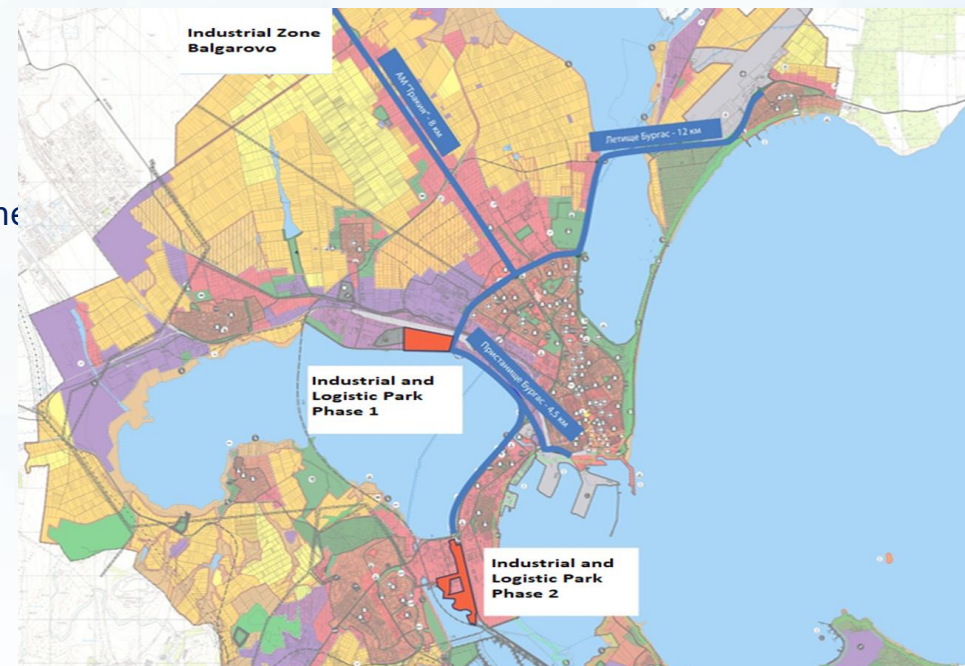 Industrial Zone
Balgarovo
АМ "Тракия" - 8 км
Летище Бургас - 12 км
ne
Пристанище Бургас - 4,5 км
Industrial and
Logistic Park
Phase 1
Industrial and
Logistic Park
Phase 2